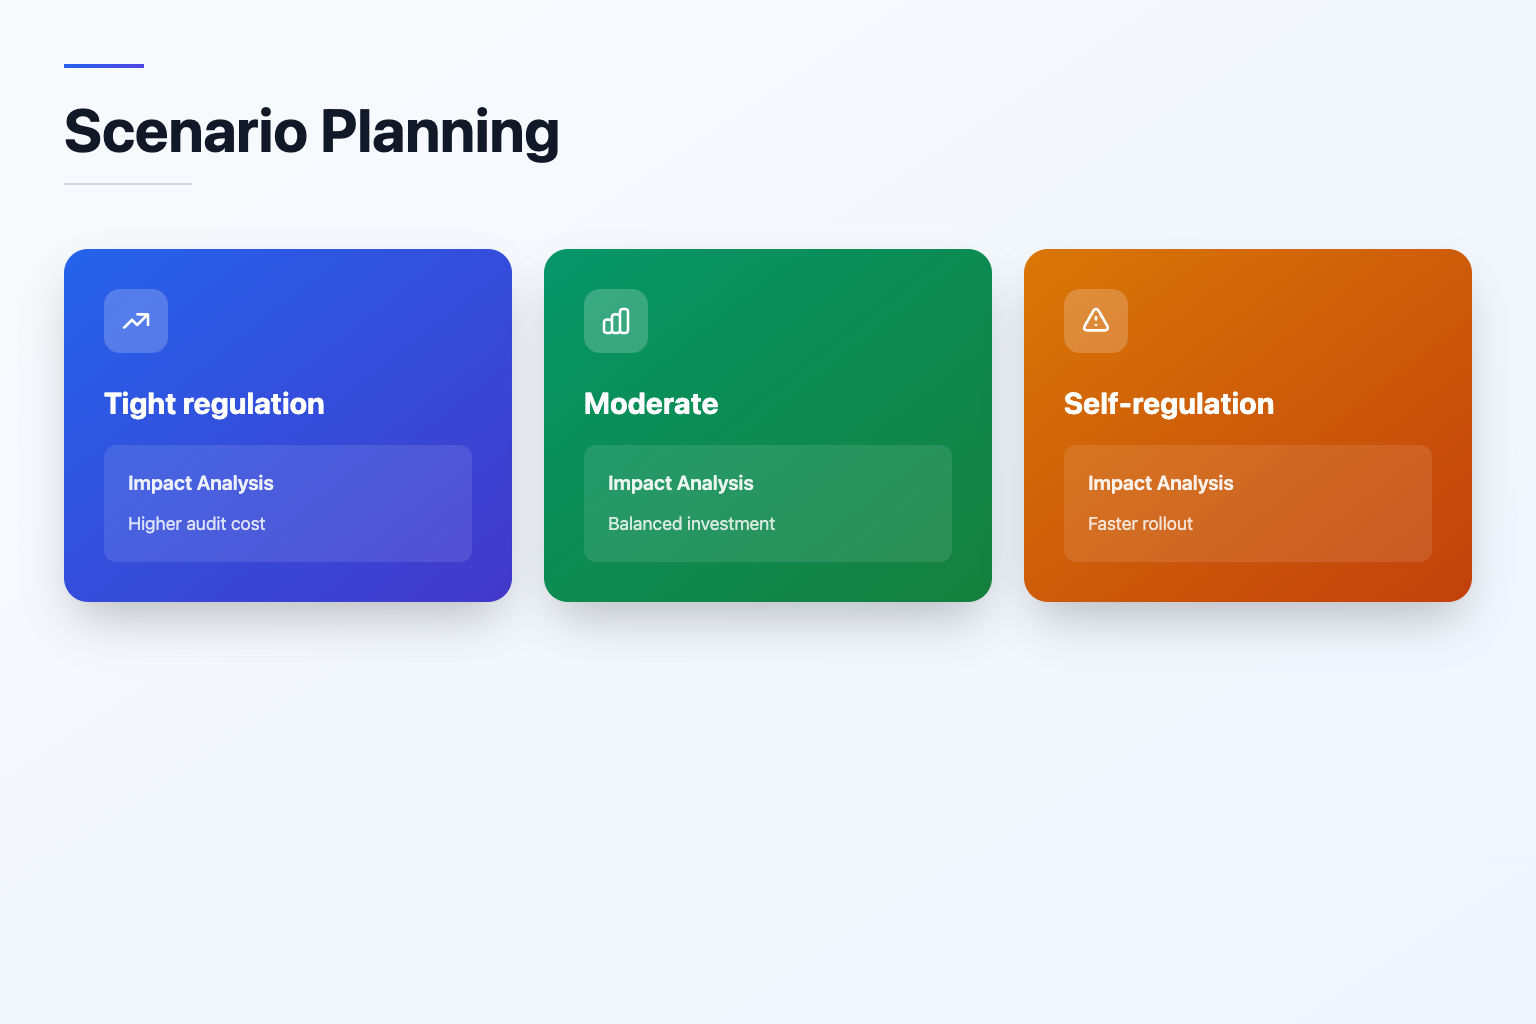 Scenario Planning
Tight regulation
Impact Analysis
Higher audit cost
Moderate
Impact Analysis
Balanced investment
Self-regulation
Impact Analysis
Faster rollout